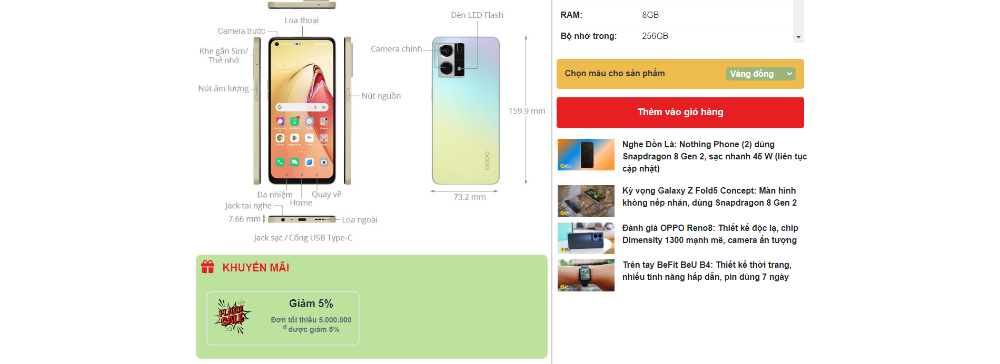 Loa thoại
Camera trước
Khe gắn Sim/
Thẻ nhớ
16:50
Nút âm lượng
Nút nguồn
Đa nhiệm
Home
Quay về
Jack tai nghe
7.66 mm
Loa ngoài
Jack sạc / Cổng USB Type-C
Đèn LED Flash
Camera chính
oppo
159.9 mm
73.2 mm
KHUYẾN MÃI
FLASH
SALE
Giảm 5%
Đơn tối thiểu 5.000.000
đ được giảm 5%
RAM: 8GB
Bộ nhớ trong: 256GB
Chọn màu cho sản phẩm
Vàng đồng
Thêm vào giỏ hàng
24h
Nghe Đồn Là: Nothing Phone (2) dùng
Snapdragon 8 Gen 2, sạc nhanh 45 W (liên tục
cập nhật)
24h
Kỳ vọng Galaxy Z Fold5 Concept: Màn hình
không nếp nhăn, dùng Snapdragon 8 Gen 2
24h
Đánh giá OPPO Reno8: Thiết kế độc lạ, chip
Dimensity 1300 mạnh mẽ, camera ấn tượng
24h
Trên tay BeFit BeU B4: Thiết kế thời trang,
nhiều tính năng hấp dẫn, pin dùng 7 ngày